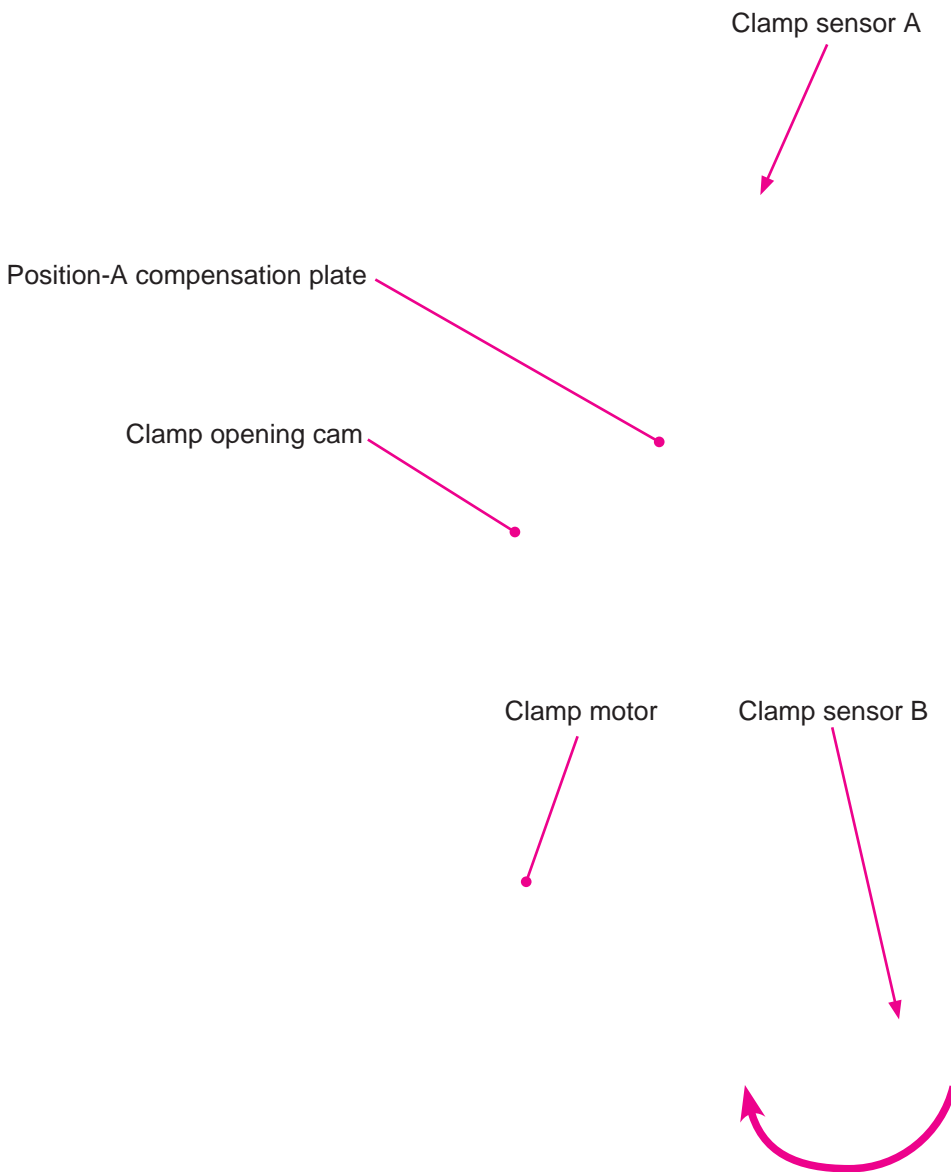 Clamp sensor A
Position-A compensation plate
Clamp opening cam
Clamp motor
Clamp sensor B